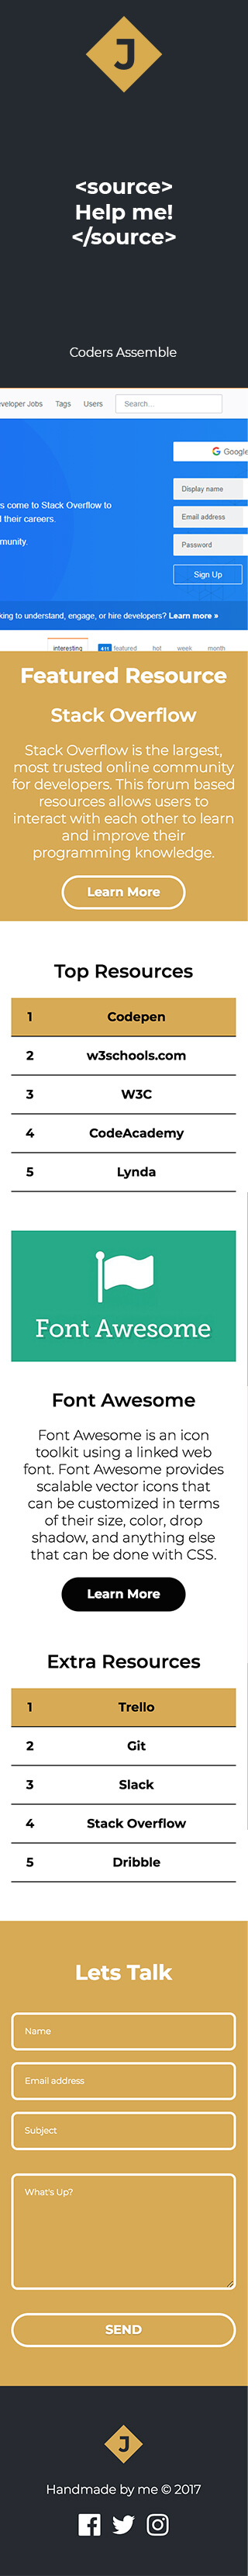 J
<source>
Help me!
</source>
Coders Assemble
veloper Jobs Tags Users Search...
Google
s come to Stack Overflow to
l their careers.
munity.
Display name
Email address
Password
Sign Up
king to understand, engage, or hire developers? Learn more »
interesting 411 featured hot week month
Featured Resource
Stack Overflow
Stack Overflow is the largest,
most trusted online community
for developers. This forum based
resources allows users to
interact with each other to learn
and improve their
programming knowledge.
Learn More
Top Resources
1 Codepen
2 w3schools.com
3 W3C
4 CodeAcademy
5 Lynda
Font Awesome
Font Awesome
Font Awesome is an icon
toolkit using a linked web
font. Font Awesome provides
scalable vector icons that
can be customized in terms
of their size, color, drop
shadow, and anything else
that can be done with CSS.
Learn More
Extra Resources
1 Trello
2 Git
3 Slack
4 Stack Overflow
5 Dribble
Lets Talk
Name
Email address
Subject
What's Up?
SEND
J
Handmade by me © 2017